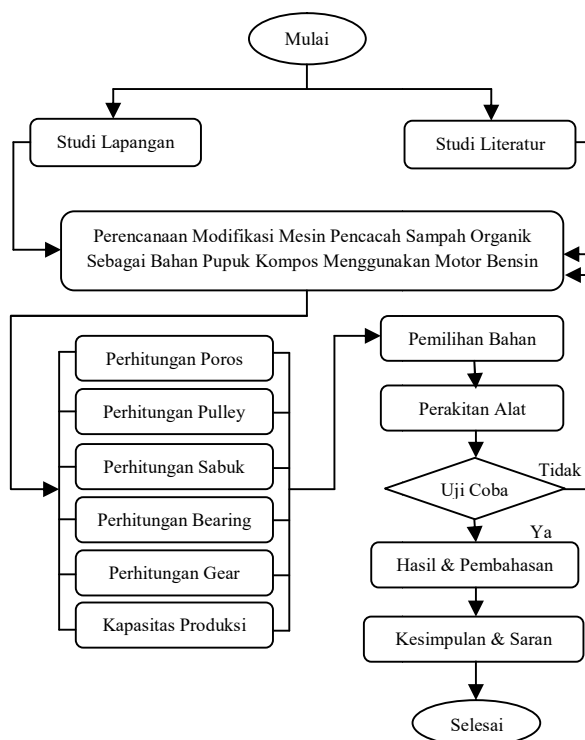 Mulai
Studi Lapangan
Studi Literatur
Perencanaan Modifikasi Mesin Pencacah Sampah Organik
Sebagai Bahan Pupuk Kompos Menggunakan Motor Bensin
Perhitungan Poros
Perhitungan Pulley
Perhitungan Sabuk
Perhitungan Bearing
Perhitungan Gear
Kapasitas Produksi
Pemilihan Bahan
Perakitan Alat
Uji Coba
Tidak
Ya
Hasil & Pembahasan
Kesimpulan & Saran
Selesai